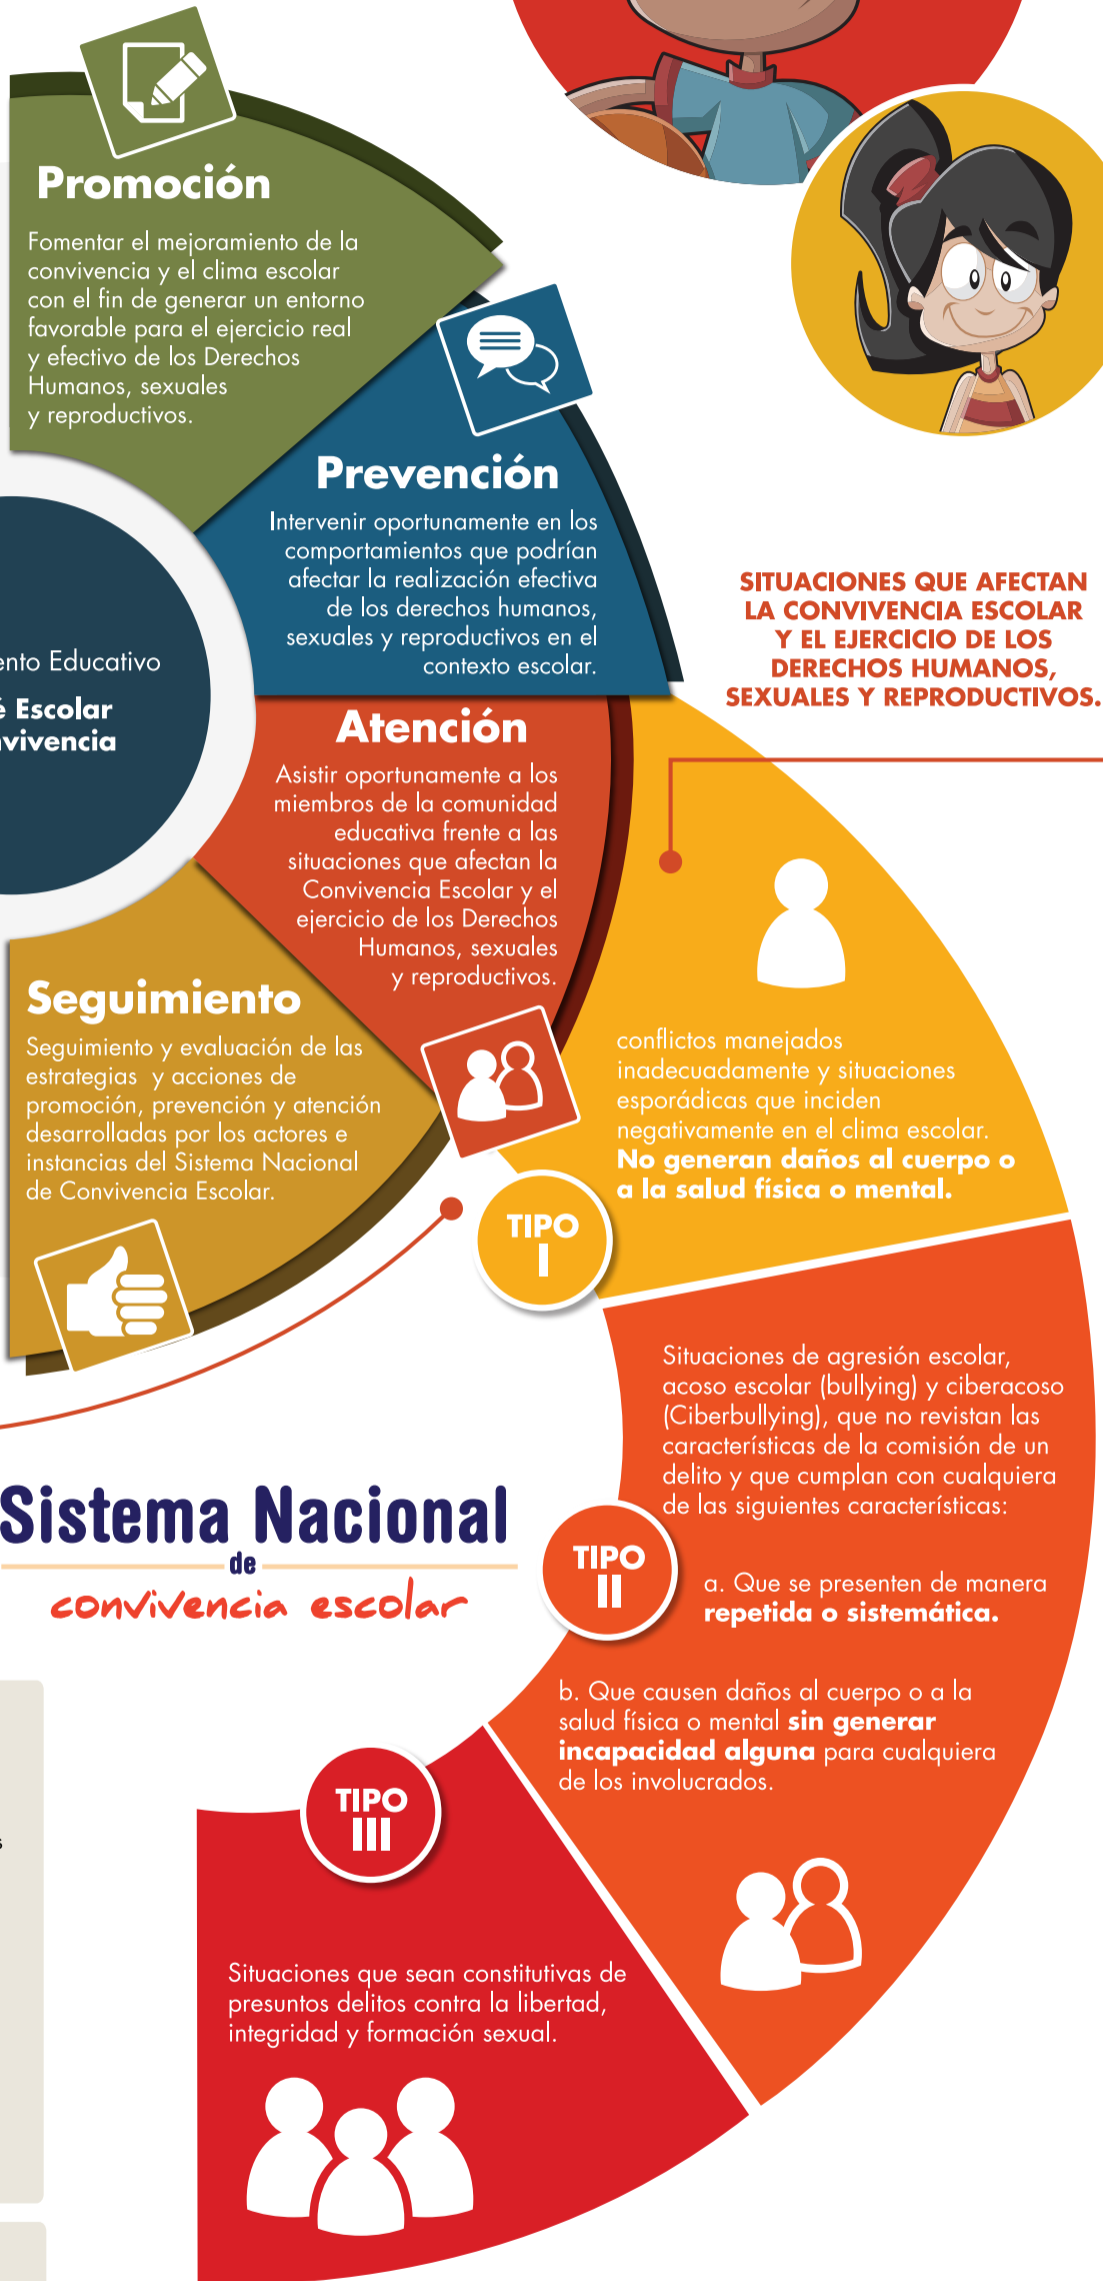 Promoción
Fomentar el mejoramiento de la
convivencia y el clima escolar
con el fin de generar un entorno
favorable para el ejercicio real
y efectivo de los Derechos
Humanos, sexuales
y reproductivos.
Prevención
Intervenir oportunamente en los
comportamientos que podrían
afectar la realización efectiva
de los derechos humanos,
sexuales y reproductivos en el
contexto escolar.
SITUACIONES QUE AFECTAN
LA CONVIVENCIA ESCOLAR
Y EL EJERCICIO DE LOS
DERECHOS HUMANOS,
SEXUALES Y REPRODUCTIVOS.
Educativo
Escolar
Atención
Asistir oportunamente a los
miembros de la comunidad
educativa frente a las
situaciones que afectan la
Convivencia Escolar y el
ejercicio de los Derechos
Humanos, sexuales
y reproductivos.
Seguimiento
Seguimiento y evaluación de las
estrategias y acciones de
promoción, prevención y atención
desarrolladas por los actores e
instancias del Sistema Nacional
de Convivencia Escolar.
TIPO
I
conflictos manejados
inadecuadamente y situaciones
esporádicas que inciden
negativamente en el clima escolar.
No generan daños al cuerpo o
a la salud física o mental.
Sistema Nacional
de
convivencia escolar
TIPO
II
Situaciones de agresión escolar,
acoso escolar (bullying) y ciberacoso
(Ciberbullying), que no revistan las
características de la comisión de un
delito y que cumplan con cualquiera
de las siguientes características:
a. Que se presenten de manera
repetida o sistemática.
b. Que causen daños al cuerpo o a la
salud física o mental sin generar
incapacidad alguna para cualquiera
de los involucrados.
TIPO
III
Situaciones que sean constitutivas de
presuntos delitos contra la libertad,
integridad y formación sexual.